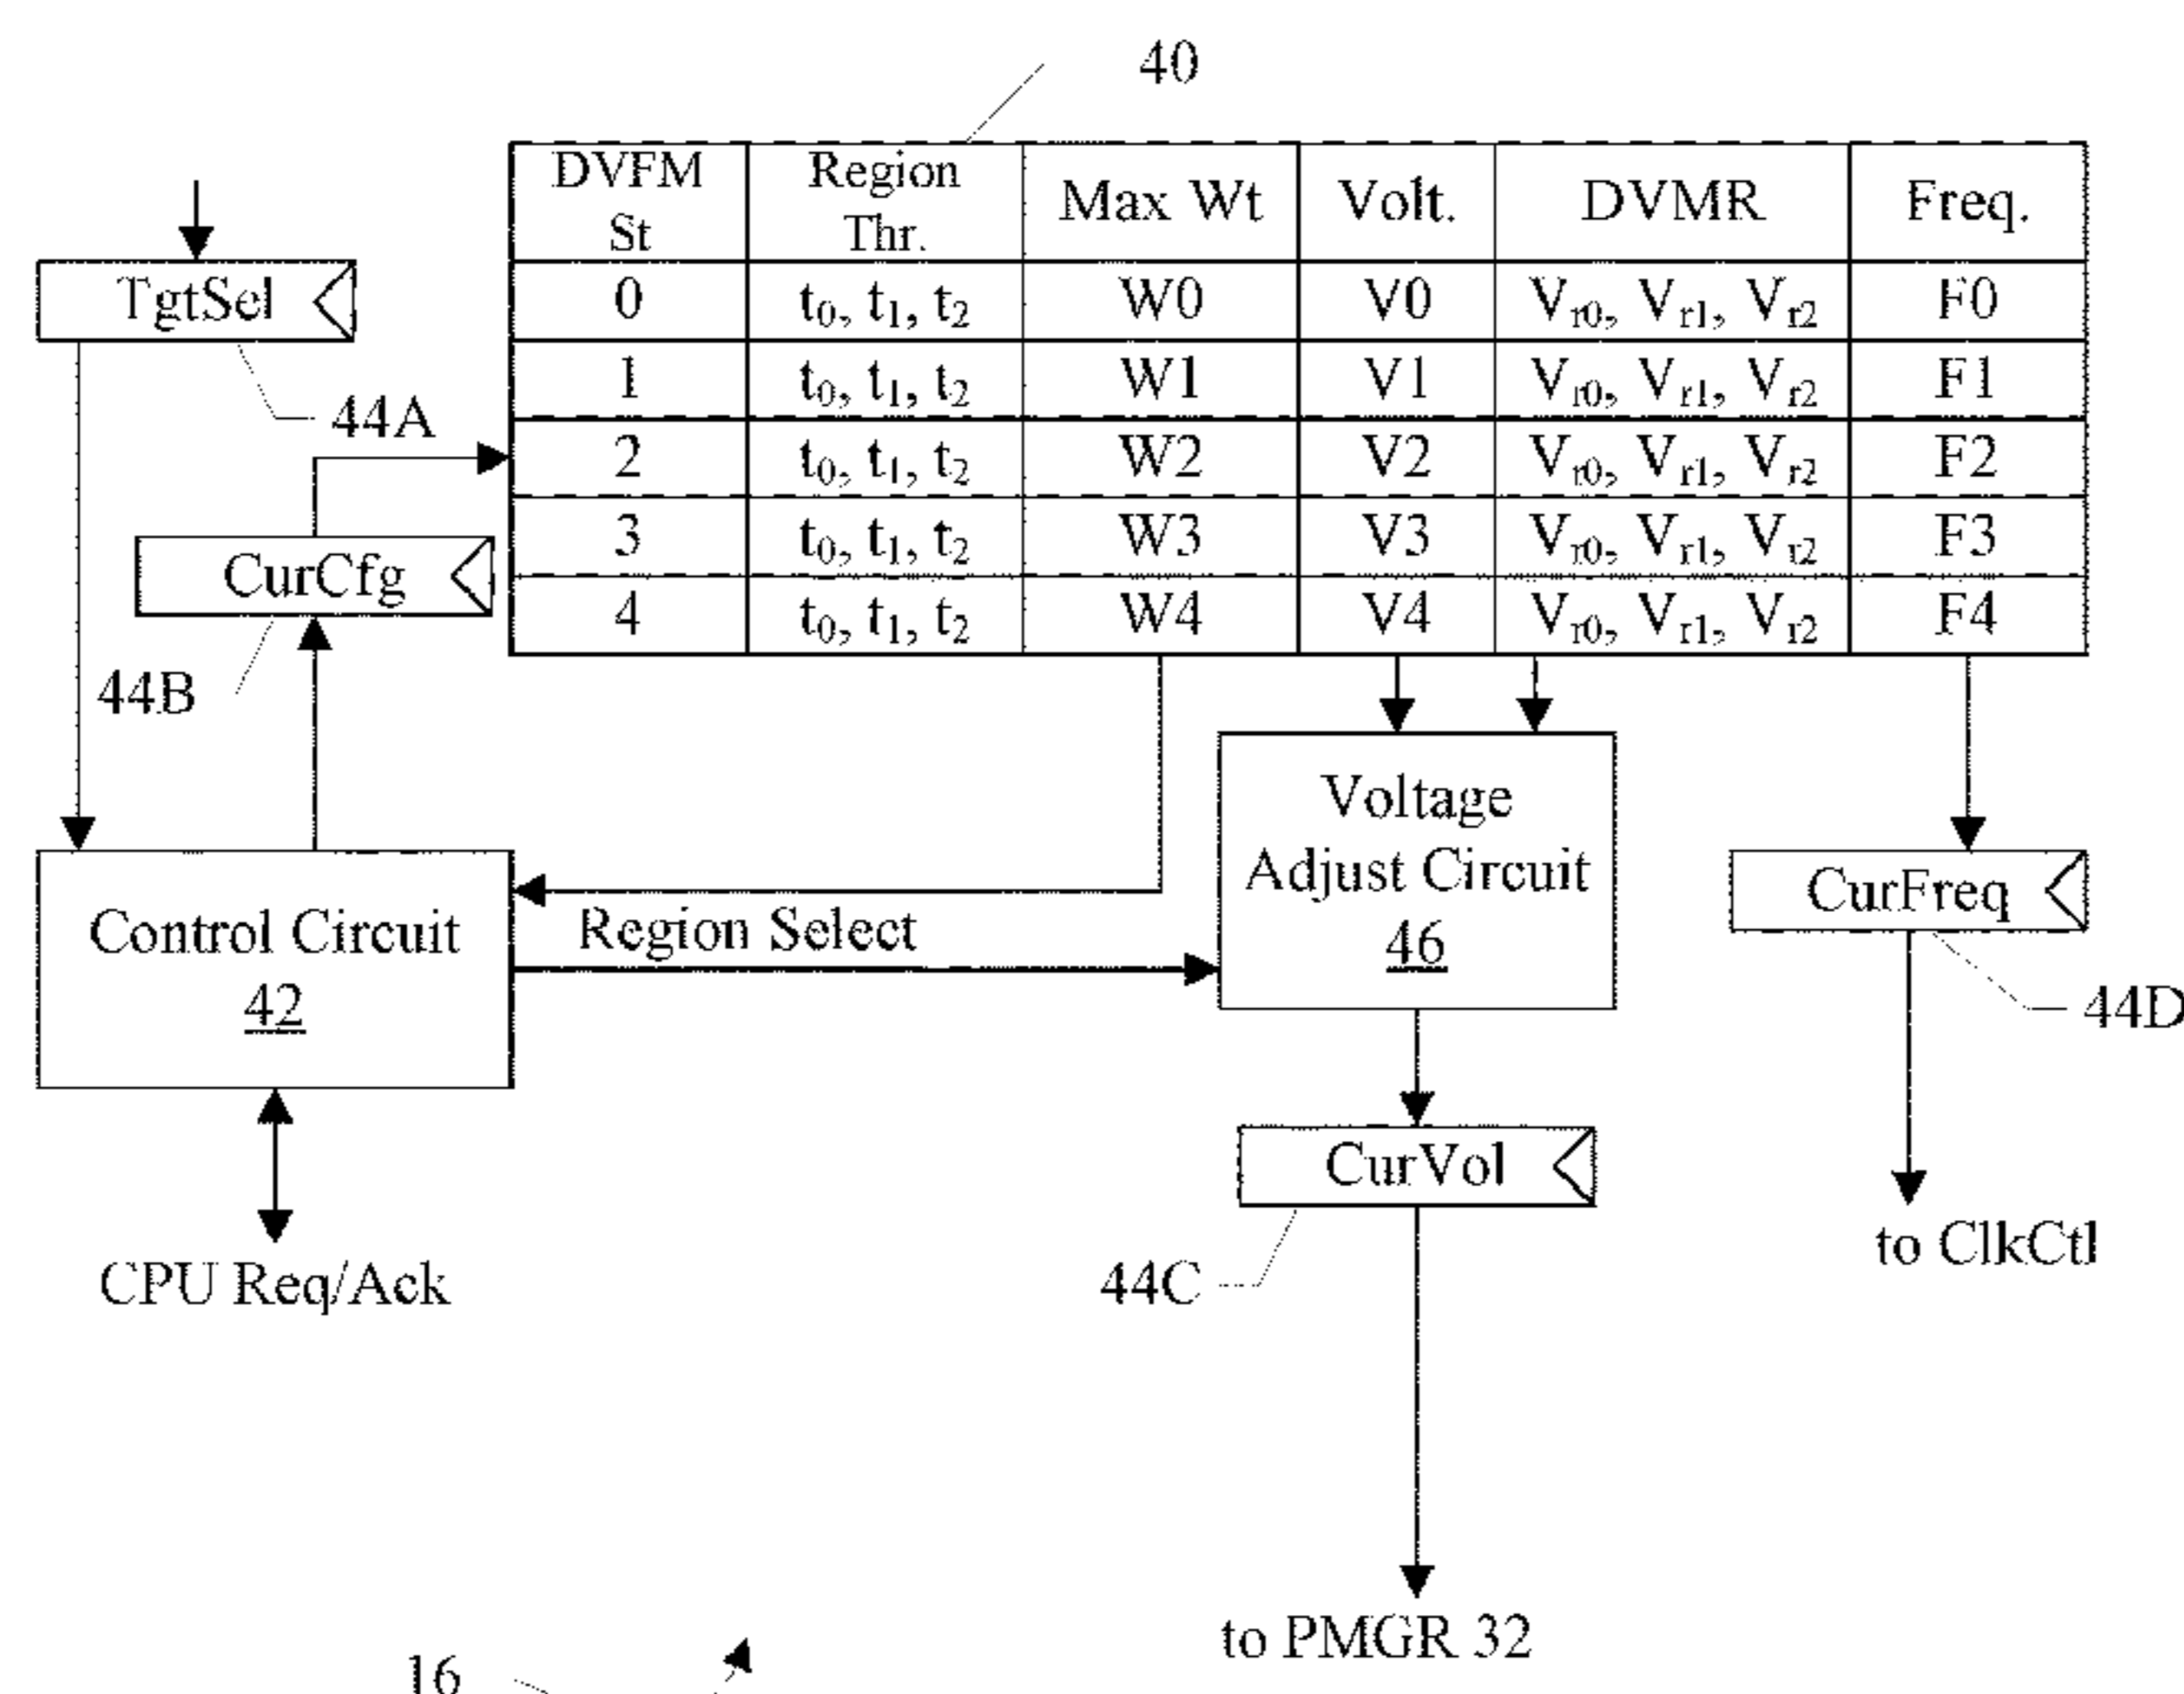 40
DVFM St | Region Thr. | Max Wt | Volt. | DVMR | Freq.
0 | t0, t1, t2 | W0 | V0 | Vr0, Vr1, Vr2 | F0
1 | t0, t1, t2 | W1 | V1 | Vr0, Vr1, Vr2 | F1
2 | t0, t1, t2 | W2 | V2 | Vr0, Vr1, Vr2 | F2
3 | t0, t1, t2 | W3 | V3 | Vr0, Vr1, Vr2 | F3
4 | t0, t1, t2 | W4 | V4 | Vr0, Vr1, Vr2 | F4
TgtSel
44A
CurCfg
44B
Control Circuit
42
Region Select
Voltage
Adjust Circuit
46
CurFreq
44D
CurVol
44C
to ClkCtl
CPU Req/Ack
to PMGR 32
16